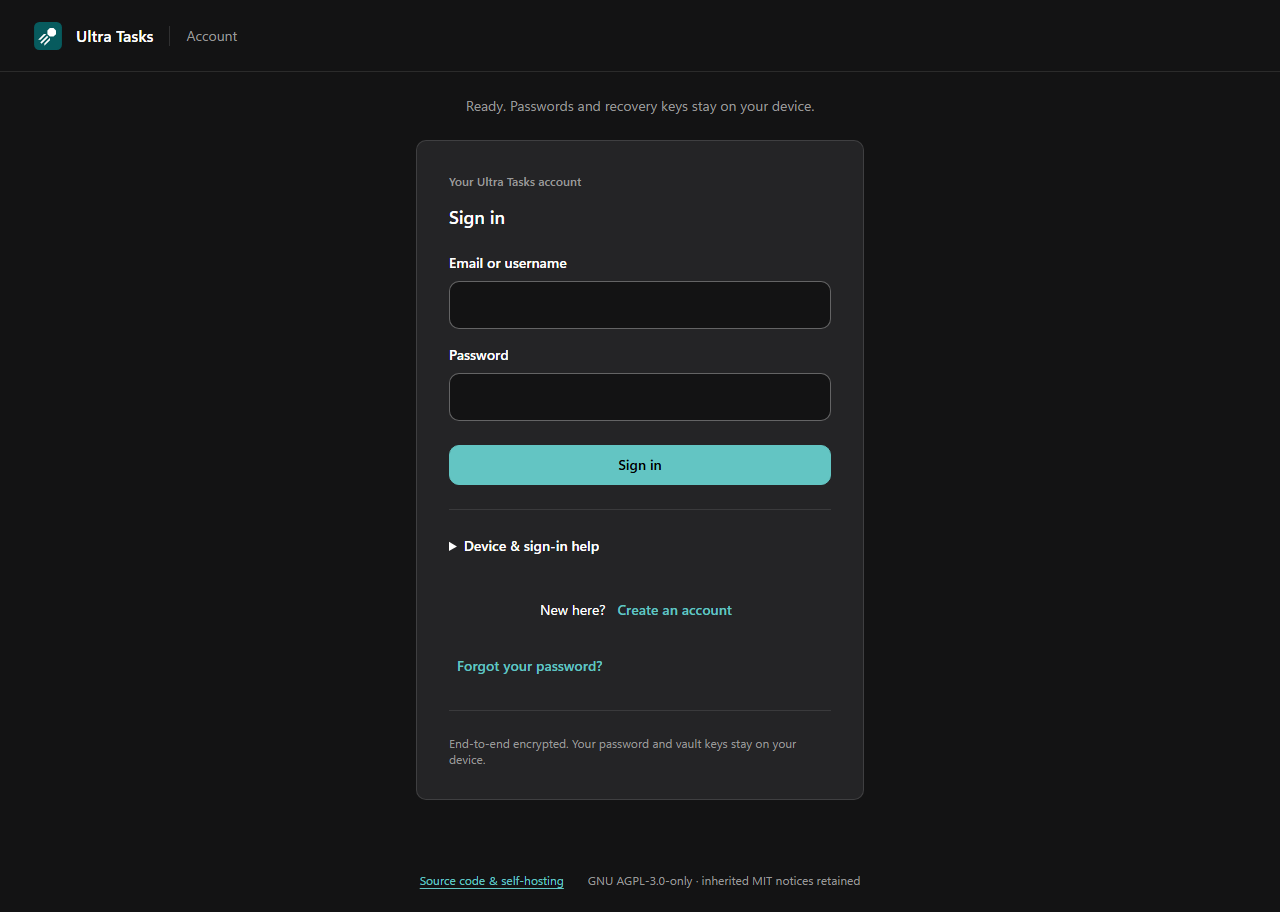 Ultra Tasks
Account
Ready. Passwords and recovery keys stay on your device.
Your Ultra Tasks account
Sign in
Email or username
Password
Sign in
Device & sign-in help
New here? Create an account
Forgot your password?
End-to-end encrypted. Your password and vault keys stay on your
device.
Source code & self-hosting
GNU AGPL-3.0-only · inherited MIT notices retained